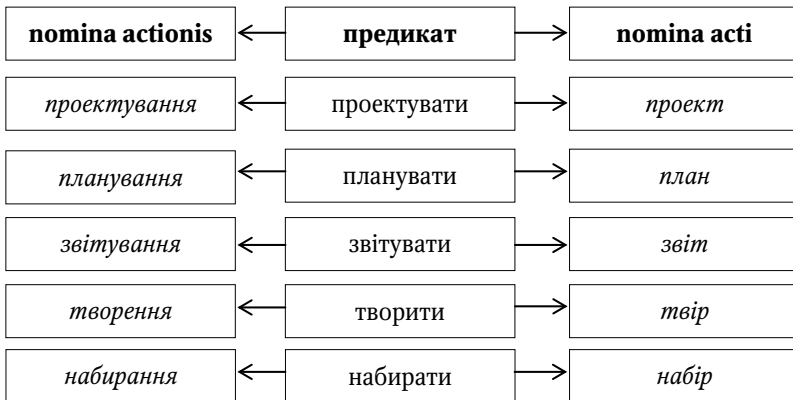 nomina actionis предикат nomina acti
проектування проектувати проект
планування планувати план
звітування звітувати звіт
творення творити твір
набирання набирати набір